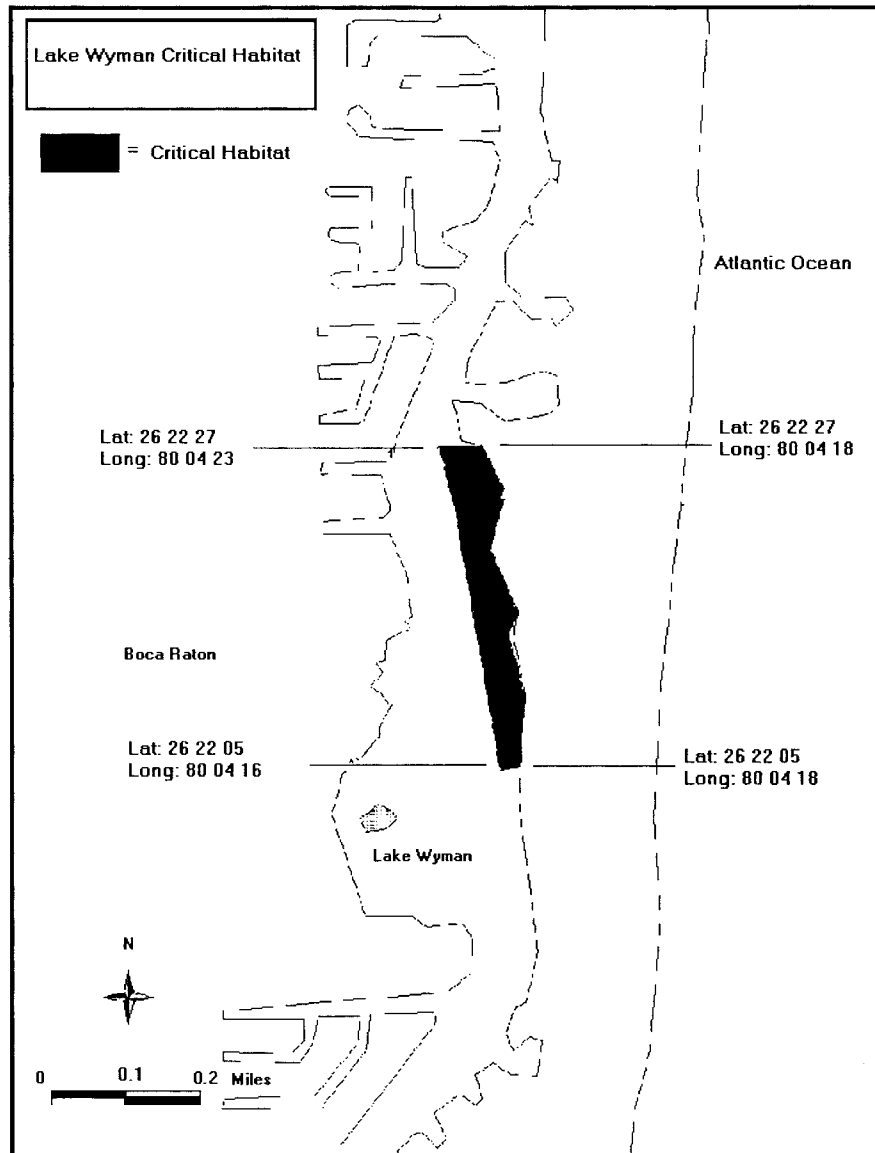 Lake Wyman Critical Habitat
= Critical Habitat
Atlantic Ocean
Lat: 26 22 27
Long: 80 04 23
Lat: 26 22 27
Long: 80 04 18
Boca Raton
Lat: 26 22 05
Long: 80 04 16
Lat: 26 22 05
Long: 80 04 18
Lake Wyman
N
0 0.1 0.2 Miles